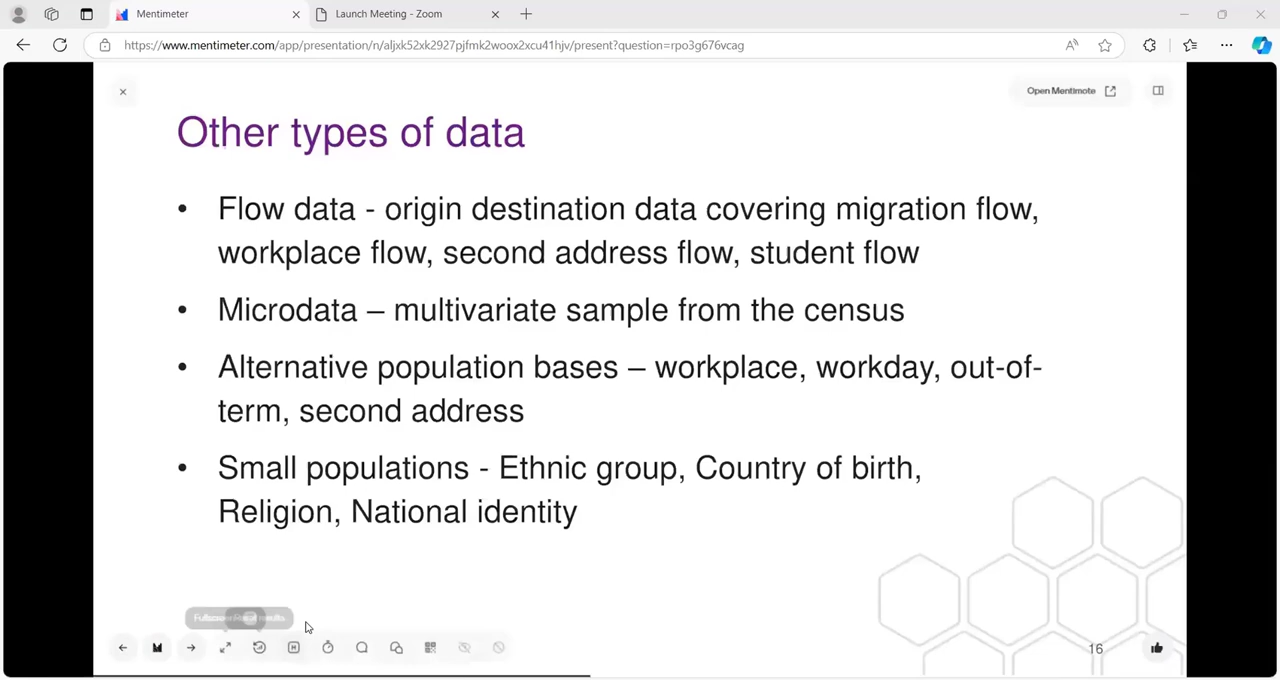 Mentimeter
Launch Meeting - Zoom
https://www.mentimeter.com/app/presentation/n/aljxk52xk2927pjfmk2woox2xcu41hjv/present?question=rpo3g676vcag
Open Mentimote
Other types of data
• Flow data - origin destination data covering migration flow,
workplace flow, second address flow, student flow
• Microdata – multivariate sample from the census
• Alternative population bases – workplace, workday, out-of-
term, second address
• Small populations - Ethnic group, Country of birth,
Religion, National identity
results
16